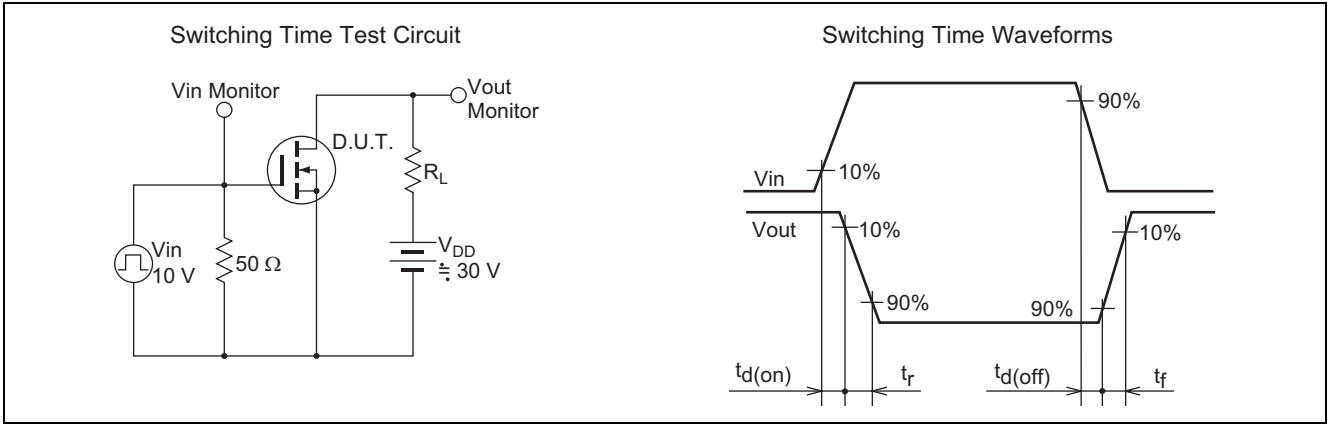 Switching Time Test Circuit
Vin Monitor
Vout
Monitor
D.U.T.
RL
Vin
10 V
50 Ω
VDD
≒ 30 V
Switching Time Waveforms
90%
Vin
10%
Vout
10%
10%
90%
90%
td(on)
tr
td(off)
tf